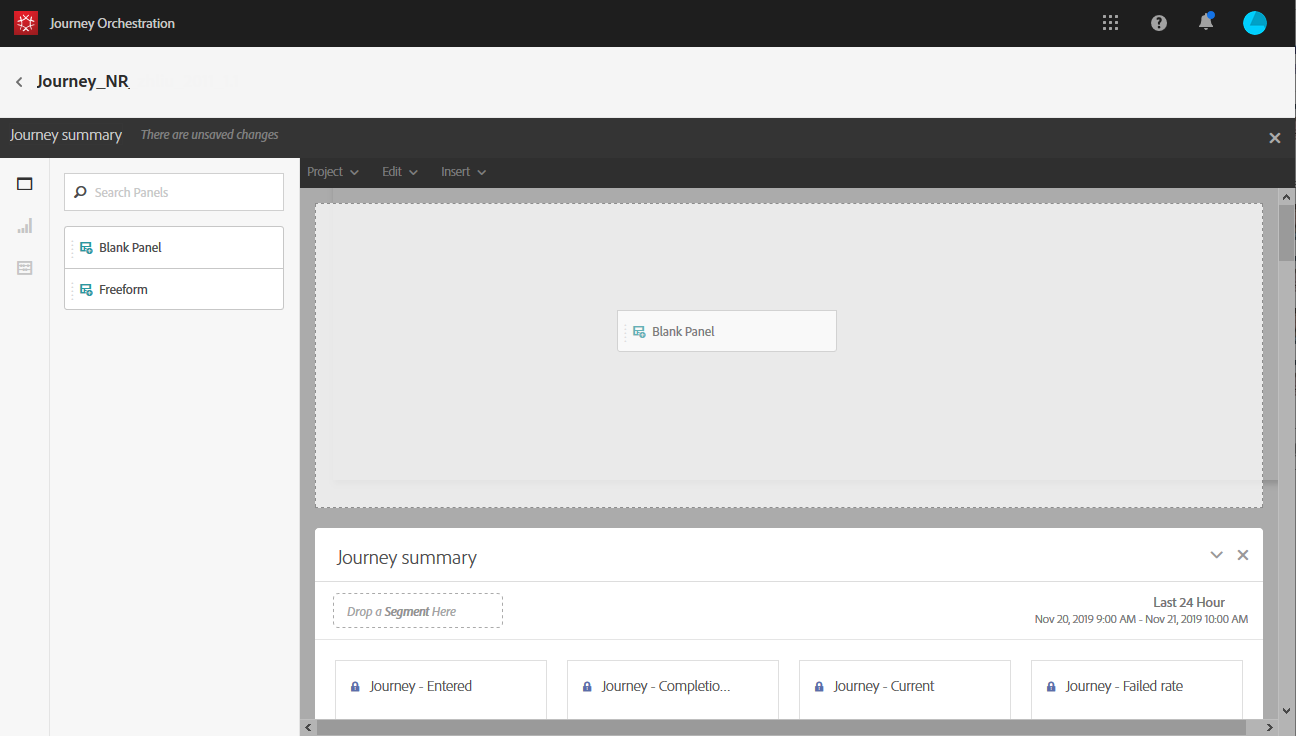 Journey Orchestration
Journey_NR
Journey summary There are unsaved changes
Project Edit Insert
Search Panels
Blank Panel
Freeform
Blank Panel
Journey summary
Drop a Segment Here
Last 24 Hour
Nov 20, 2019 9:00 AM - Nov 21, 2019 10:00 AM
Journey - Entered
Journey - Completio...
Journey - Current
Journey - Failed rate